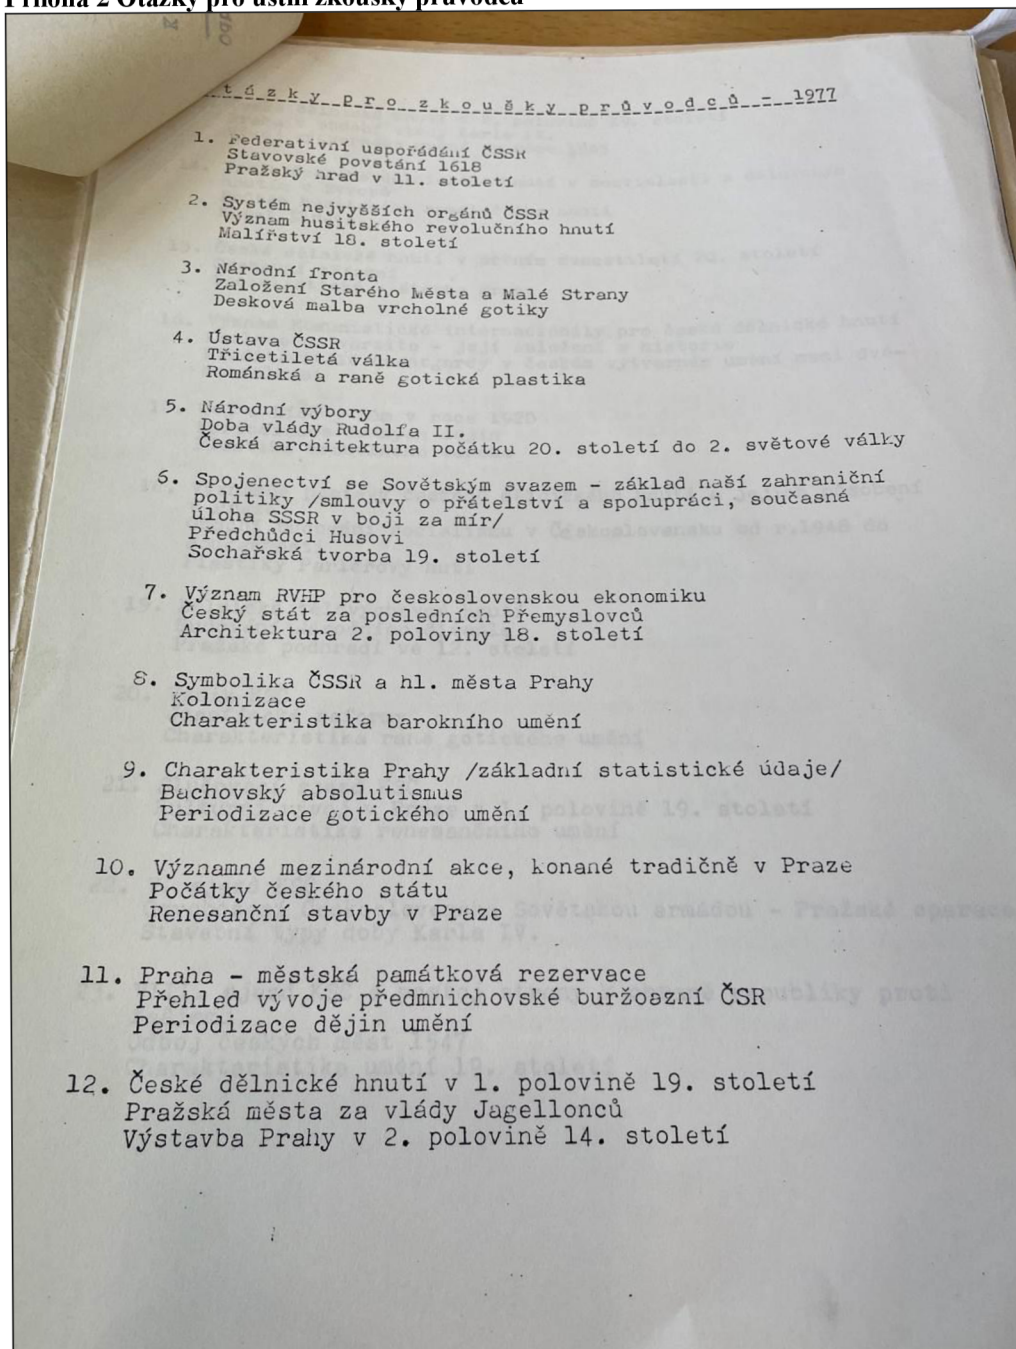 Příloha 2 Otázky pro ústní zkoušky průvodců
t á z k y p r o z k o u š k y p r ů v o d c ů - 1977
1. Federativní uspořádání ČSSR
Stavovské povstání 1618
Pražský hrad v 11. století
2. Systém nejvyšších orgánů ČSSR
Význam husitského revolučního hnutí
Malířství 18. století
3. Národní fronta
Založení Starého Města a Malé Strany
Desková malba vrcholné gotiky
4. Ústava ČSSR
Třicetiletá válka
Románská a raně gotická plastika
5. Národní výbory
Doba vlády Rudolfa II.
Česká architektura počátku 20. století do 2. světové války
6. Spojenectví se Sovětským svazem - základ naší zahraniční
politiky /smlouvy o přátelství a spolupráci, současná
úloha SSSR v boji za mír/
Předchůdci Husovi
Sochařská tvorba 19. století
7. Význam RVHP pro československou ekonomiku
Český stát za posledních Přemyslovců
Architektura 2. poloviny 18. století
8. Symbolika ČSSR a hl. města Prahy
Kolonizace
Charakteristika barokního umění
9. Charakteristika Prahy /základní statistické údaje/
Bachovský absolutismus
Periodizace gotického umění
10. Významné mezinárodní akce, konané tradičně v Praze
Počátky českého státu
Renesanční stavby v Praze
11. Praha - městská památková rezervace
Přehled vývoje předmnichovské buržoazní ČSR
Periodizace dějin umění
12. České dělnické hnutí v 1. polovině 19. století
Pražská města za vlády Jagellonců
Výstavba Prahy v 2. polovině 14. století